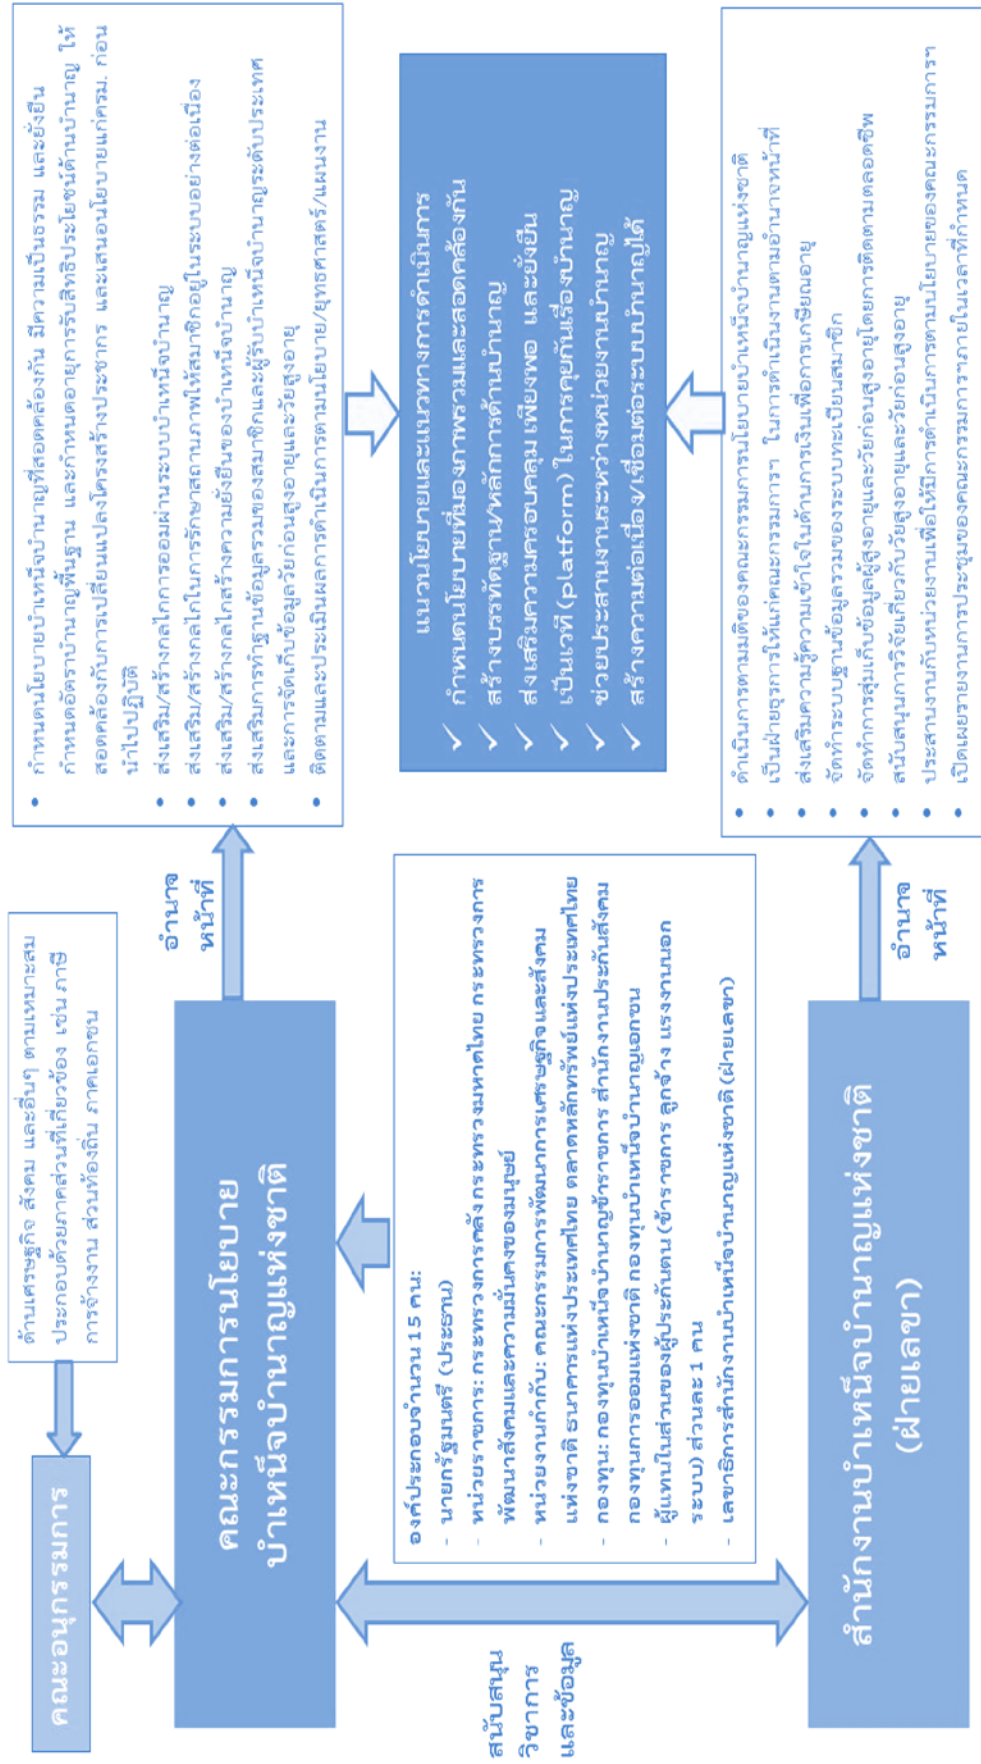 คณะอนุกรรมการ
ด้านเศรษฐกิจ สังคม และอื่นๆ ตามเหมาะสม
ประกอบด้วยภาคส่วนที่เกี่ยวข้อง เช่น ภาษี
การจ้างงาน ส่วนท้องถิ่น ภาคเอกชน
คณะกรรมการนโยบาย
บำเหน็จบำนาญแห่งชาติ
อำนาจ
หน้าที่
• กำหนดนโยบายบำเหน็จบำนาญที่สอดคล้องกัน มีความเป็นธรรม และยั่งยืน
กำหนดอัตราบำนาญพื้นฐาน และกำหนดอายุการรับสิทธิประโยชน์ด้านบำนาญ ให้
สอดคล้องกับการเปลี่ยนแปลงโครงสร้างประชากร และเสนอนโยบายแก่ครม. ก่อน
นำไปปฏิบัติ
• ส่งเสริม/สร้างกลไกการออมผ่านระบบบำเหน็จบำนาญ
• ส่งเสริม/สร้างกลไกในการรักษาสถานภาพให้สมาชิกอยู่ในระบบอย่างต่อเนื่อง
• ส่งเสริม/สร้างกลไกสร้างความยั่งยืนของบำเหน็จบำนาญ
• ส่งเสริมการทำฐานข้อมูลรวมของสมาชิกและผู้รับบำเหน็จบำนาญระดับประเทศ
และการจัดเก็บข้อมูลวัยก่อนสูงอายุและวัยสูงอายุ
• ติดตามและประเมินผลการดำเนินการตามนโยบาย/ยุทธศาสตร์/แผนงาน
สนับสนุน
วิชาการ
และข้อมูล
องค์ประกอบจำนวน 15 คน:
- นายกรัฐมนตรี (ประธาน)
- หน่วยราชการ: กระทรวงการคลัง กระทรวงมหาดไทย กระทรวงการ
พัฒนาสังคมและความมั่นคงของมนุษย์
- หน่วยงานกำกับ: คณะกรรมการพัฒนาการเศรษฐกิจและสังคม
แห่งชาติ ธนาคารแห่งประเทศไทย ตลาดหลักทรัพย์แห่งประเทศไทย
- กองทุน: กองทุนบำเหน็จบำนาญข้าราชการ สำนักงานประกันสังคม
กองทุนการออมแห่งชาติ กองทุนบำเหน็จบำนาญเอกชน
- ผู้แทนในส่วนของผู้ประกันตน (ข้าราชการ ลูกจ้าง แรงงานนอก
ระบบ) ส่วนละ 1 คน
- เลขาธิการสำนักงานบำเหน็จบำนาญแห่งชาติ (ฝ่ายเลขา)
แนวนโยบายและแนวทางการดำเนินการ
✓ กำหนดนโยบายที่มองภาพรวมและสอดคล้องกัน
✓ สร้างบรรทัดฐาน/หลักการด้านบำนาญ
✓ ส่งเสริมความครอบคลุม เพียงพอ และยั่งยืน
✓ เป็นเวที (platform) ในการคุยกันเรื่องบำนาญ
✓ ช่วยประสานงานระหว่างหน่วยงานบำนาญ
✓ สร้างความต่อเนื่อง/เชื่อมต่อระบบบำนาญได้
สำนักงานบำเหน็จบำนาญแห่งชาติ
(ฝ่ายเลขา)
อำนาจ
หน้าที่
• ดำเนินการตามมติของคณะกรรมการนโยบายบำเหน็จบำนาญแห่งชาติ
• เป็นฝ่ายธุรการให้แก่คณะกรรมการฯ ในการดำเนินงานตามอำนาจหน้าที่
• ส่งเสริมความรู้ความเข้าใจในด้านการเงินเพื่อการเกษียณอายุ
• จัดทำระบบฐานข้อมูลรวมของระบบทะเบียนสมาชิก
• จัดทำการสุ่มเก็บข้อมูลผู้สูงอายุและวัยก่อนสูงอายุโดยการติดตามตลอดชีพ
• สนับสนุนการวิจัยเกี่ยวกับวัยสูงอายุและวัยก่อนสูงอายุ
• ประสานงานกับหน่วยงานเพื่อให้มีการดำเนินการตามนโยบายของคณะกรรมการฯ
• เปิดเผยรายงานการประชุมของคณะกรรมการฯภายในเวลาที่กำหนด